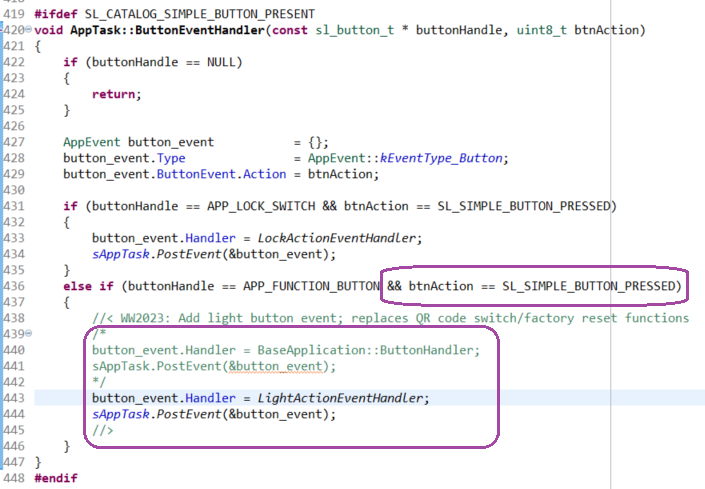 419 #ifdef SL_CATALOG_SIMPLE_BUTTON_PRESENT
420 void AppTask::ButtonEventHandler(const sl_button_t * buttonHandle, uint8_t btnAction)
421 {
422     if (buttonHandle == NULL)
423     {
424         return;
425     }
426
427     AppEvent button_event           = {};
428     button_event.Type               = AppEvent::kEventType_Button;
429     button_event.ButtonEvent.Action = btnAction;
430
431     if (buttonHandle == APP_LOCK_SWITCH && btnAction == SL_SIMPLE_BUTTON_PRESSED)
432     {
433         button_event.Handler = LockActionEventHandler;
434         sAppTask.PostEvent(&button_event);
435     }
436     else if (buttonHandle == APP_FUNCTION_BUTTON && btnAction == SL_SIMPLE_BUTTON_PRESSED)
437     {
438         //< WW2023: Add light button event; replaces QR code switch/factory reset functions
439         /*
440         button_event.Handler = BaseApplication::ButtonHandler;
441         sAppTask.PostEvent(&button_event);
442         */
443         button_event.Handler = LightActionEventHandler;
444         sAppTask.PostEvent(&button_event);
445         //>
446     }
447 }
448 #endif